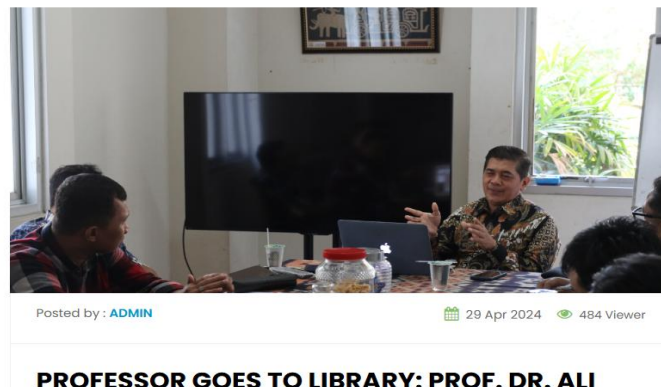 Posted by : ADMIN
29 Apr 2024
484 Viewer
PROFESSOR GOES TO LIBRARY: PROF. DR. ALI